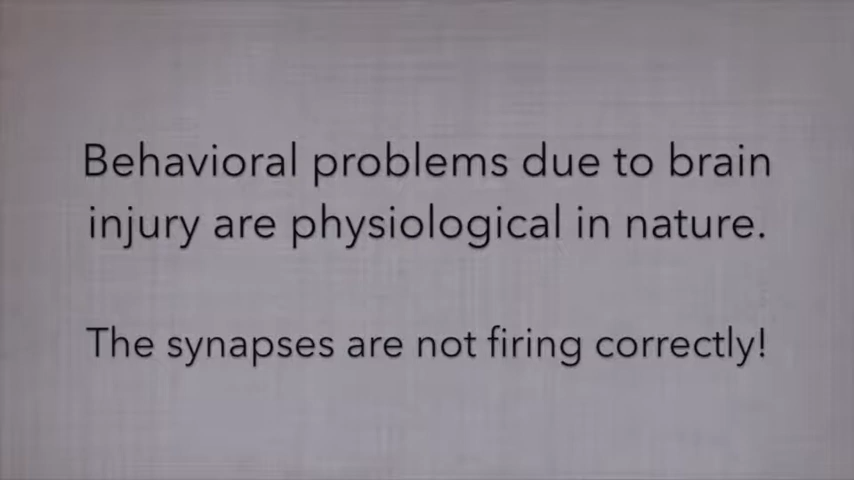 Behavioral problems due to brain
injury are physiological in nature.
The synapses are not firing correctly!